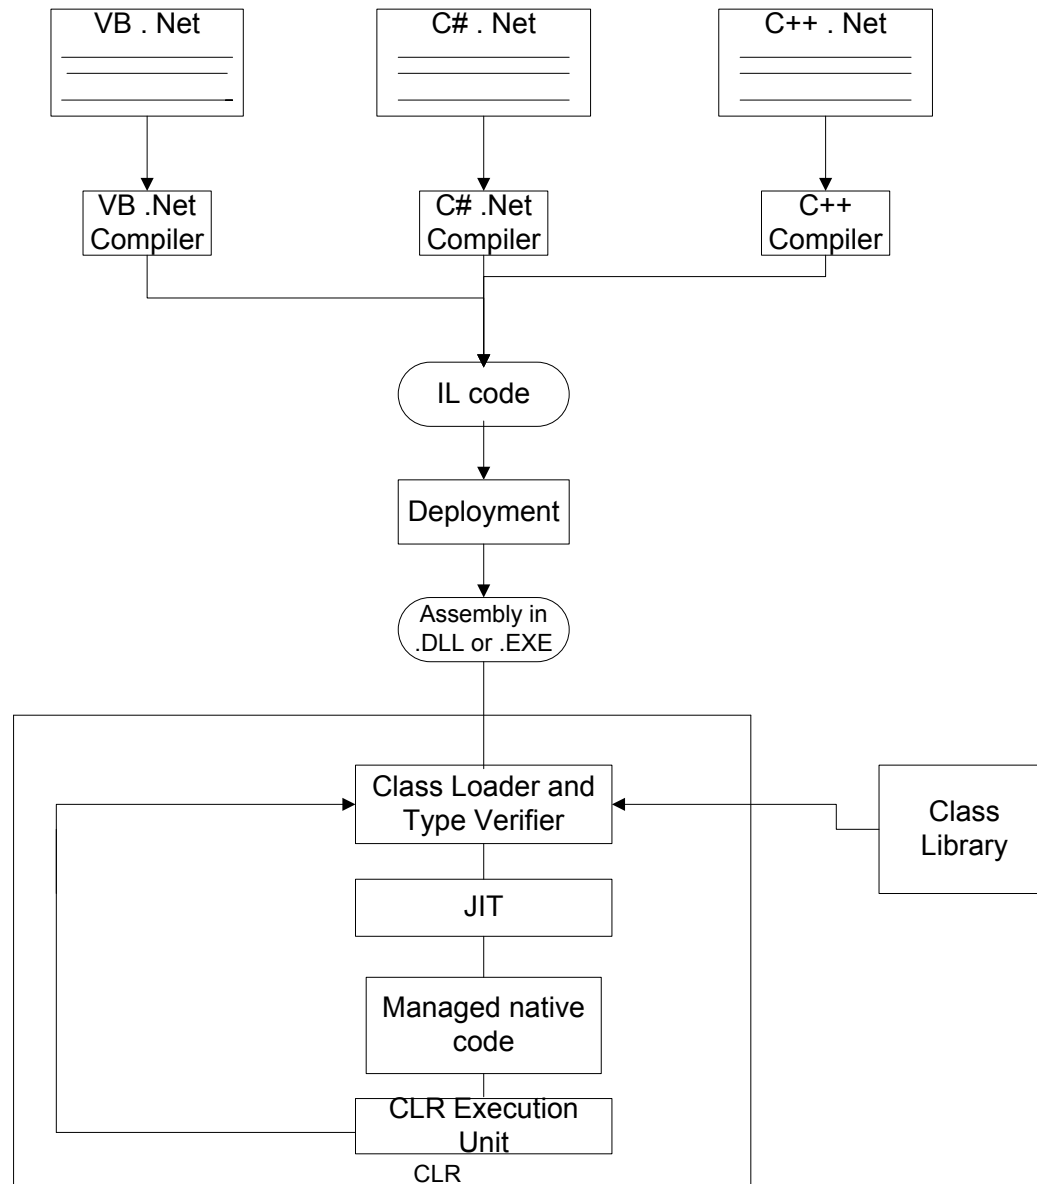 VB . Net
C# . Net
C++ . Net
VB .Net
Compiler
C# .Net
Compiler
C++
Compiler
IL code
Deployment
Assembly in
.DLL or .EXE
Class Loader and
Type Verifier
Class
Library
JIT
Managed native
code
CLR Execution
Unit
CLR